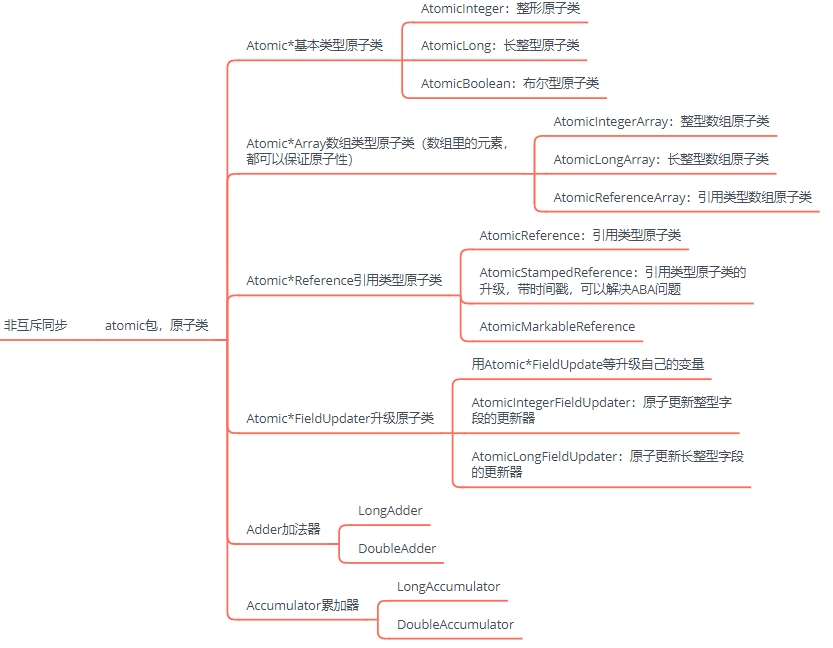 非互斥同步
atomic包，原子类
Atomic*基本类型原子类
AtomicInteger：整形原子类
AtomicLong：长整型原子类
AtomicBoolean：布尔型原子类
Atomic*Array数组类型原子类（数组里的元素，
都可以保证原子性）
AtomicIntegerArray：整型数组原子类
AtomicLongArray：长整型数组原子类
AtomicReferenceArray：引用类型数组原子类
Atomic*Reference引用类型原子类
AtomicReference：引用类型原子类
AtomicStampedReference：引用类型原子类的
升级，带时间戳，可以解决ABA问题
AtomicMarkableReference
Atomic*FieldUpdater升级原子类
用Atomic*FieldUpdate等升级自己的变量
AtomicIntegerFieldUpdater：原子更新整型字
段的更新器
AtomicLongFieldUpdater：原子更新长整型字段
的更新器
Adder加法器
LongAdder
DoubleAdder
Accumulator累加器
LongAccumulator
DoubleAccumulator